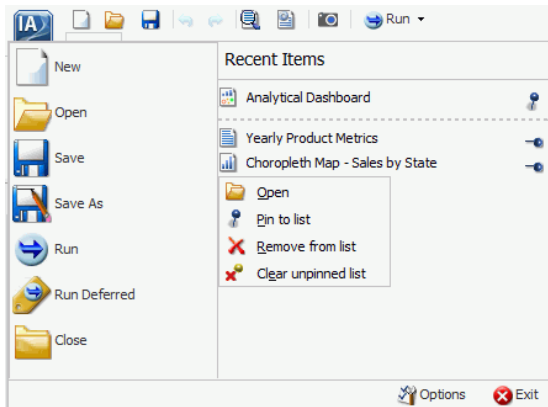 IA
Run
New
Open
Save
Save As
Run
Run Deferred
Close
Recent Items
Analytical Dashboard
Yearly Product Metrics
Choropleth Map - Sales by State
Open
Pin to list
Remove from list
Clear unpinned list
Options
Exit